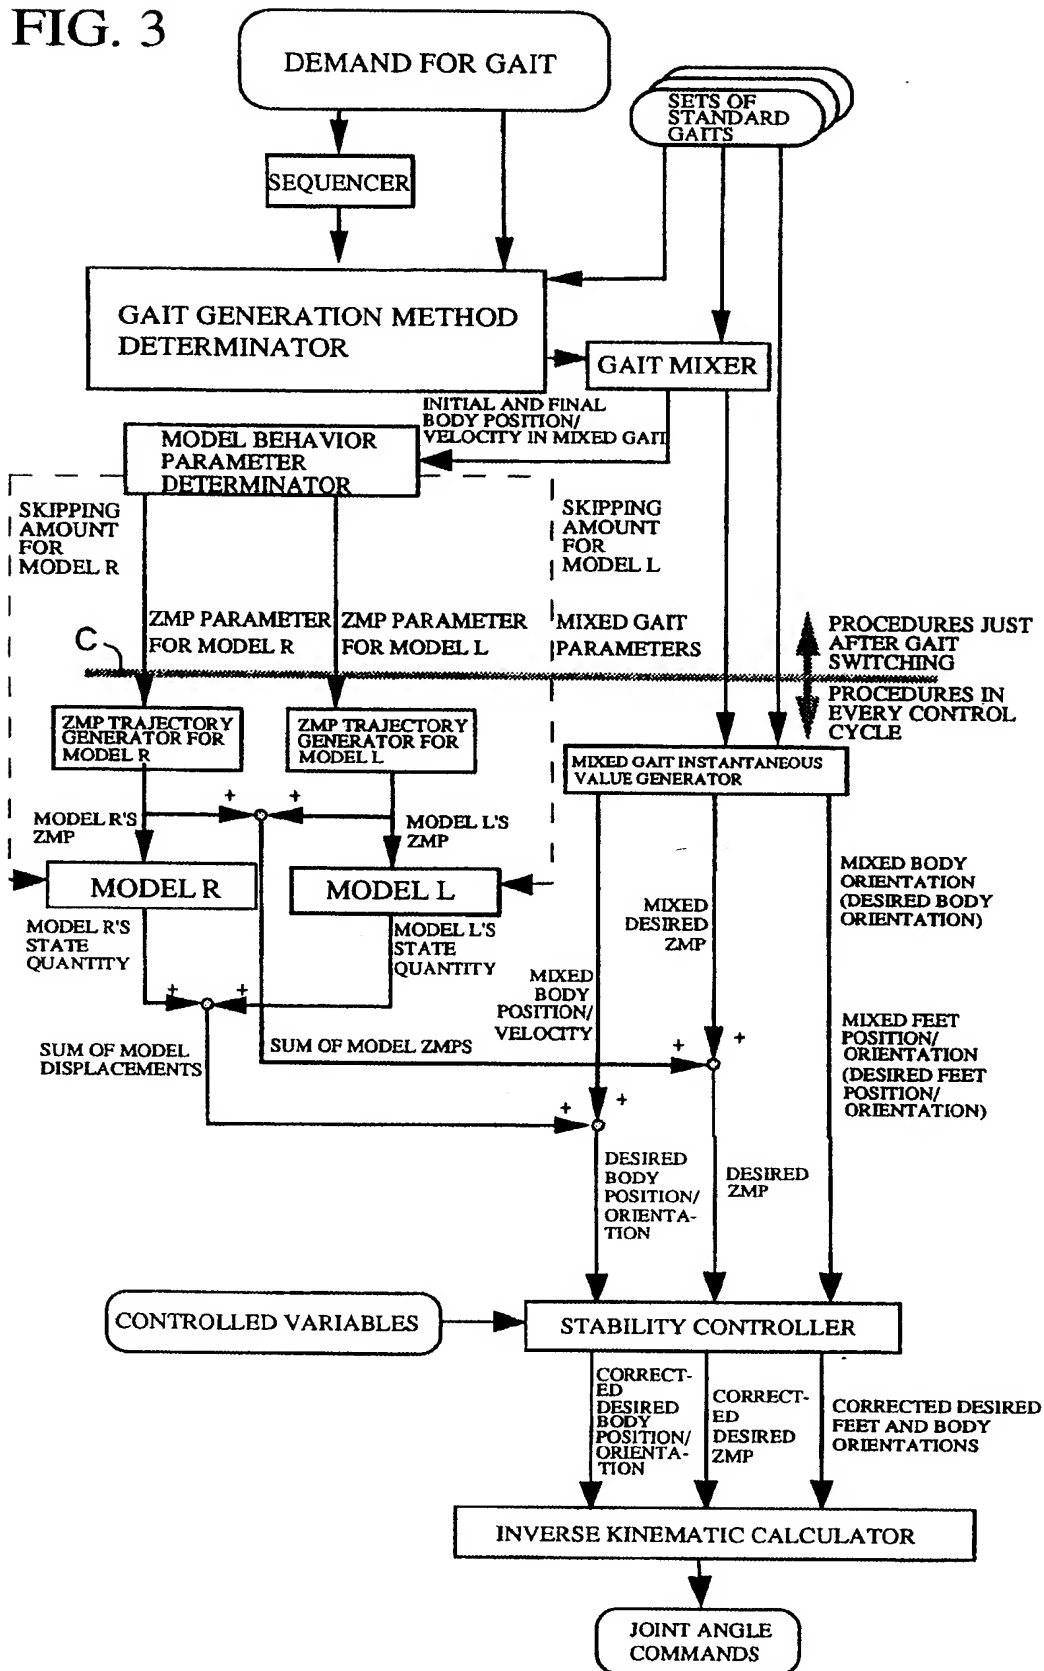 FIG. 3
DEMAND FOR GAIT
SETS OF
STANDARD
GAITS
SEQUENCER
GAIT GENERATION METHOD
DETERMINATOR
GAIT MIXER
INITIAL AND FINAL
BODY POSITION/
VELOCITY IN MIXED GAIT
MODEL BEHAVIOR
PARAMETER
DETERMINATOR
SKIPPING
AMOUNT
FOR
MODEL R
SKIPPING
AMOUNT
FOR
MODEL L
ZMP PARAMETER
FOR MODEL R
ZMP PARAMETER
FOR MODEL L
MIXED GAIT
PARAMETERS
PROCEDURES JUST
AFTER GAIT
SWITCHING
C
PROCEDURES IN
EVERY CONTROL
CYCLE
ZMP TRAJECTORY
GENERATOR FOR
MODEL R
ZMP TRAJECTORY
GENERATOR FOR
MODEL L
MIXED GAIT INSTANTANEOUS
VALUE GENERATOR
+
+
MODEL R'S
ZMP
MODEL L'S
ZMP
MODEL R
MODEL L
MIXED BODY
ORIENTATION
(DESIRED BODY
ORIENTATION)
MIXED
DESIRED
ZMP
MODEL R'S
STATE
QUANTITY
MODEL L'S
STATE
QUANTITY
MIXED
BODY
POSITION/
VELOCITY
+
+
MIXED FEET
POSITION/
ORIENTATION
(DESIRED FEET
POSITION/
ORIENTATION)
SUM OF MODEL
DISPLACEMENTS
SUM OF MODEL ZMPS
+
+
+
+
DESIRED
BODY
POSITION/
ORIENTA-
TION
DESIRED
ZMP
CONTROLLED VARIABLES
STABILITY CONTROLLER
CORRECT-
ED
DESIRED
BODY
POSITION/
ORIENTA-
TION
CORRECT-
ED
DESIRED
ZMP
CORRECTED DESIRED
FEET AND BODY
ORIENTATIONS
INVERSE KINEMATIC CALCULATOR
JOINT ANGLE
COMMANDS